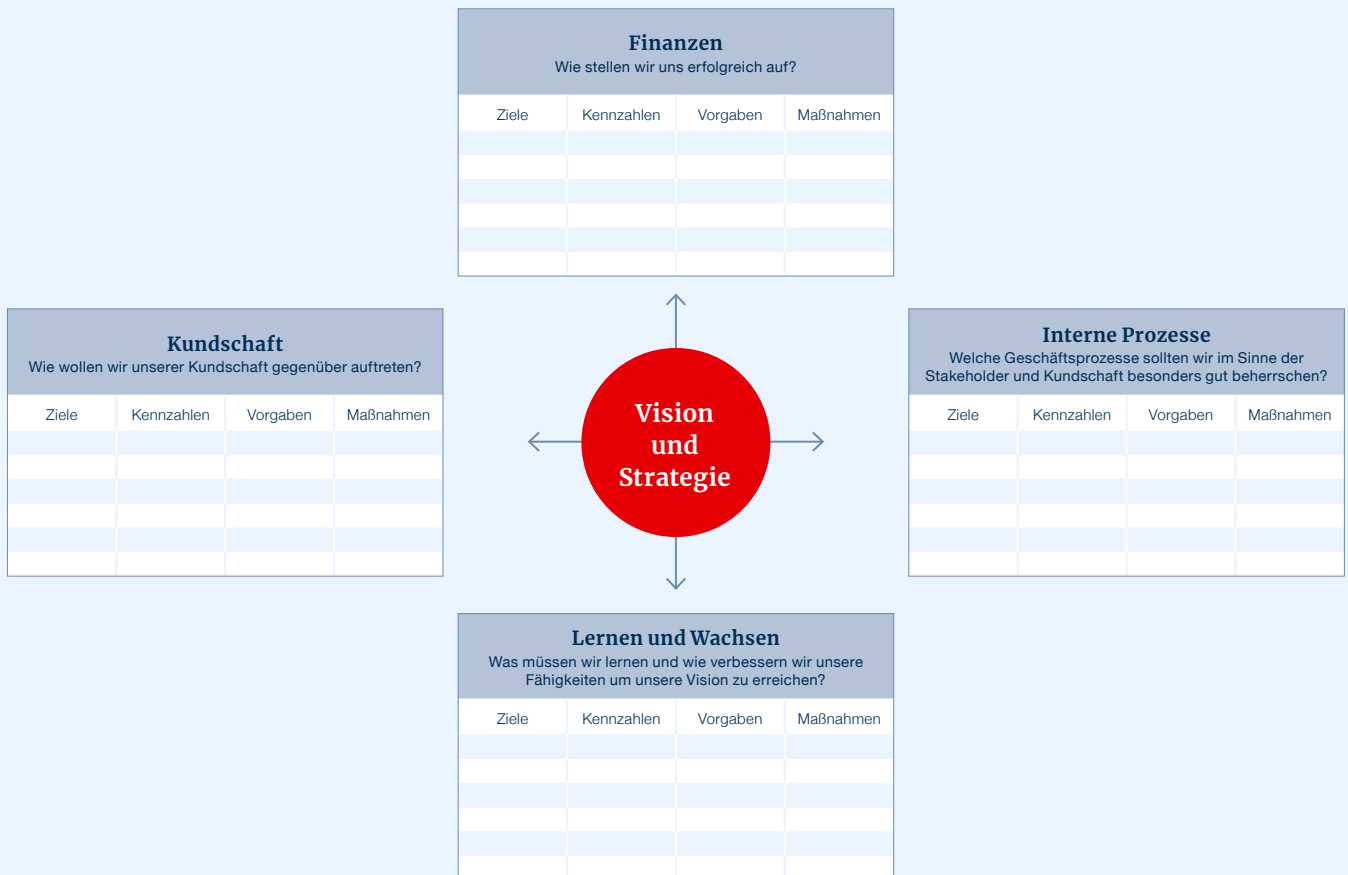 Finanzen
Wie stellen wir uns erfolgreich auf?
Ziele Kennzahlen Vorgaben Maßnahmen
Kundschaft
Wie wollen wir unserer Kundschaft gegenüber auftreten?
Ziele Kennzahlen Vorgaben Maßnahmen
Vision
und
Strategie
Interne Prozesse
Welche Geschäftsprozesse sollten wir im Sinne der
Stakeholder und Kundschaft besonders gut beherrschen?
Ziele Kennzahlen Vorgaben Maßnahmen
Lernen und Wachsen
Was müssen wir lernen und wie verbessern wir unsere
Fähigkeiten um unsere Vision zu erreichen?
Ziele Kennzahlen Vorgaben Maßnahmen